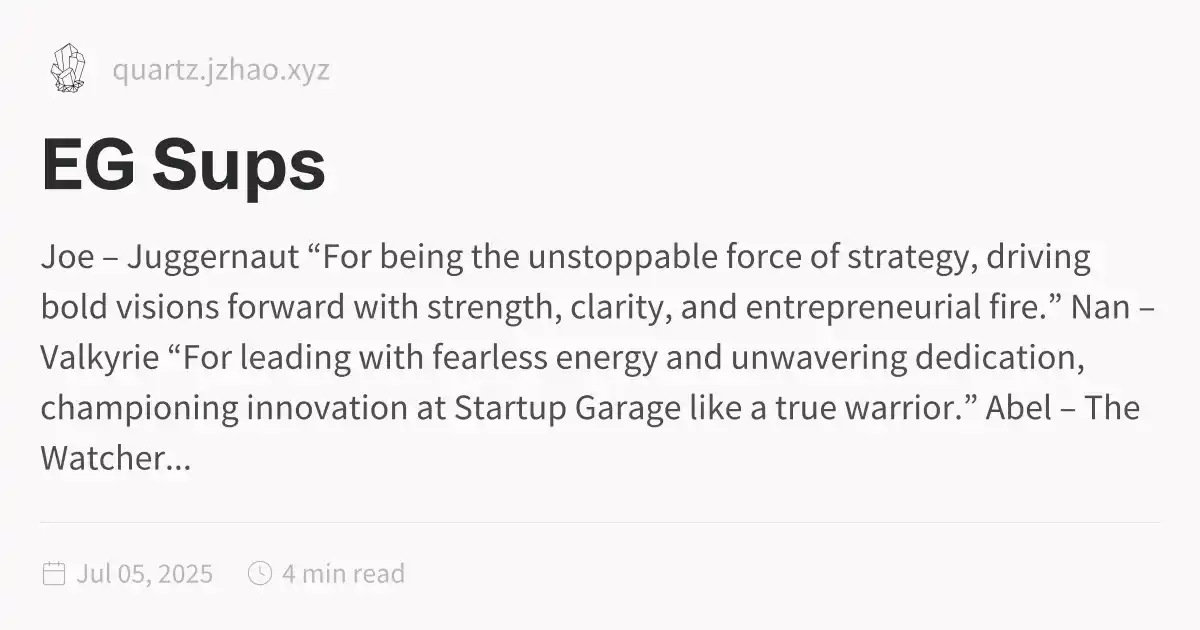 quartz.jzhao.xyz
EG Sups
Joe – Juggernaut “For being the unstoppable force of strategy, driving
bold visions forward with strength, clarity, and entrepreneurial fire.” Nan –
Valkyrie “For leading with fearless energy and unwavering dedication,
championing innovation at Startup Garage like a true warrior.” Abel – The
Watcher...
Jul 05, 2025 4 min read